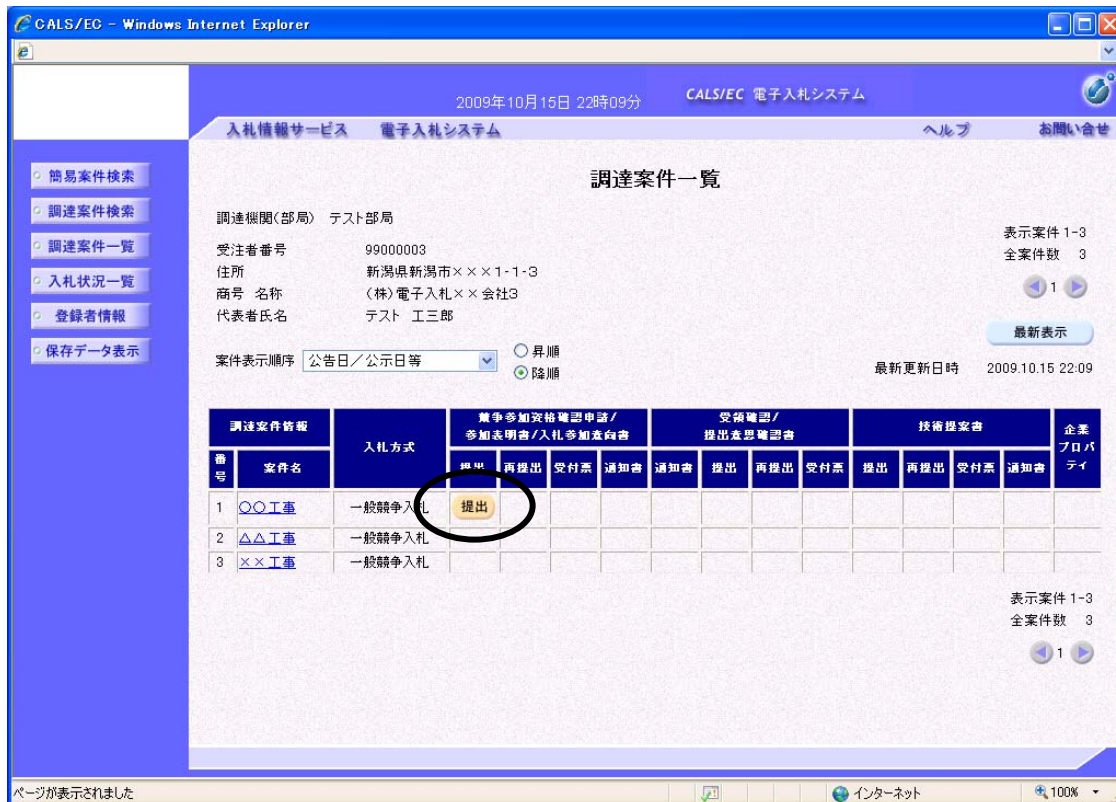 CALS/EC - Windows Internet Explorer
2009年10月15日 22時09分 CALS/EC 電子入札システム
入札情報サービス 電子入札システム ヘルプ お問い合せ
簡易案件検索
調達案件検索
調達案件一覧
入札状況一覧
登録者情報
保存データ表示
調達案件一覧
調達機関(部局) テスト部局
受注者番号 99000003
住所 新潟県新潟市×××1-1-3
商号 名称 (株)電子入札××会社3
代表者氏名 テスト 工三郎
表示案件 1-3
全案件数 3
1
最新表示
案件表示順序 公告日/公示日等
昇順
降順
最新更新日時 2009.10.15 22:09
調達案件情報 入札方式 競争参加資格確認申請/ 受領確認/ 技術提案書 企業
参加表明書/入札参加意向書 提出意思確認書 プロパ
番号 案件名 提出 再提出 受付票 通知書 通知書 提出 再提出 受付票 提出 再提出 受付票 通知書 ティ
1 〇〇工事 一般競争入札 提出
2 △△工事 一般競争入札
3 ××工事 一般競争入札
表示案件 1-3
全案件数 3
1
ページが表示されました インターネット 100%